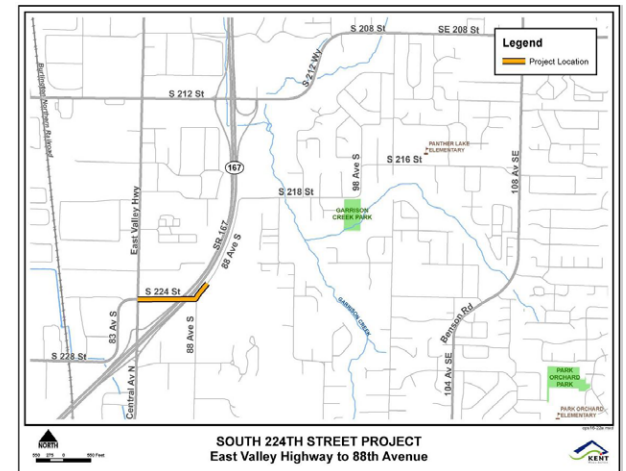 S 208 St
SE 208 St
Legend
Project Location
S 212 Wy
S 212 St
Burlington Northern Railroad
PANTHER LAKE
ELEMENTARY
S 216 St
98 Ave S
108 Av SE
167
S 218 St
GARRISON
CREEK PARK
East Valley Hwy
SR 167
88 Ave S
S 224 St
GARRISON CREEK
83 Av S
88 Ave S
Benson Rd
S 228 St
104 Av SE
Central Av N
PARK
ORCHARD
PARK
PARK ORCHARD
ELEMENTARY
NORTH
SOUTH 224TH STREET PROJECT
East Valley Highway to 88th Avenue
KENT